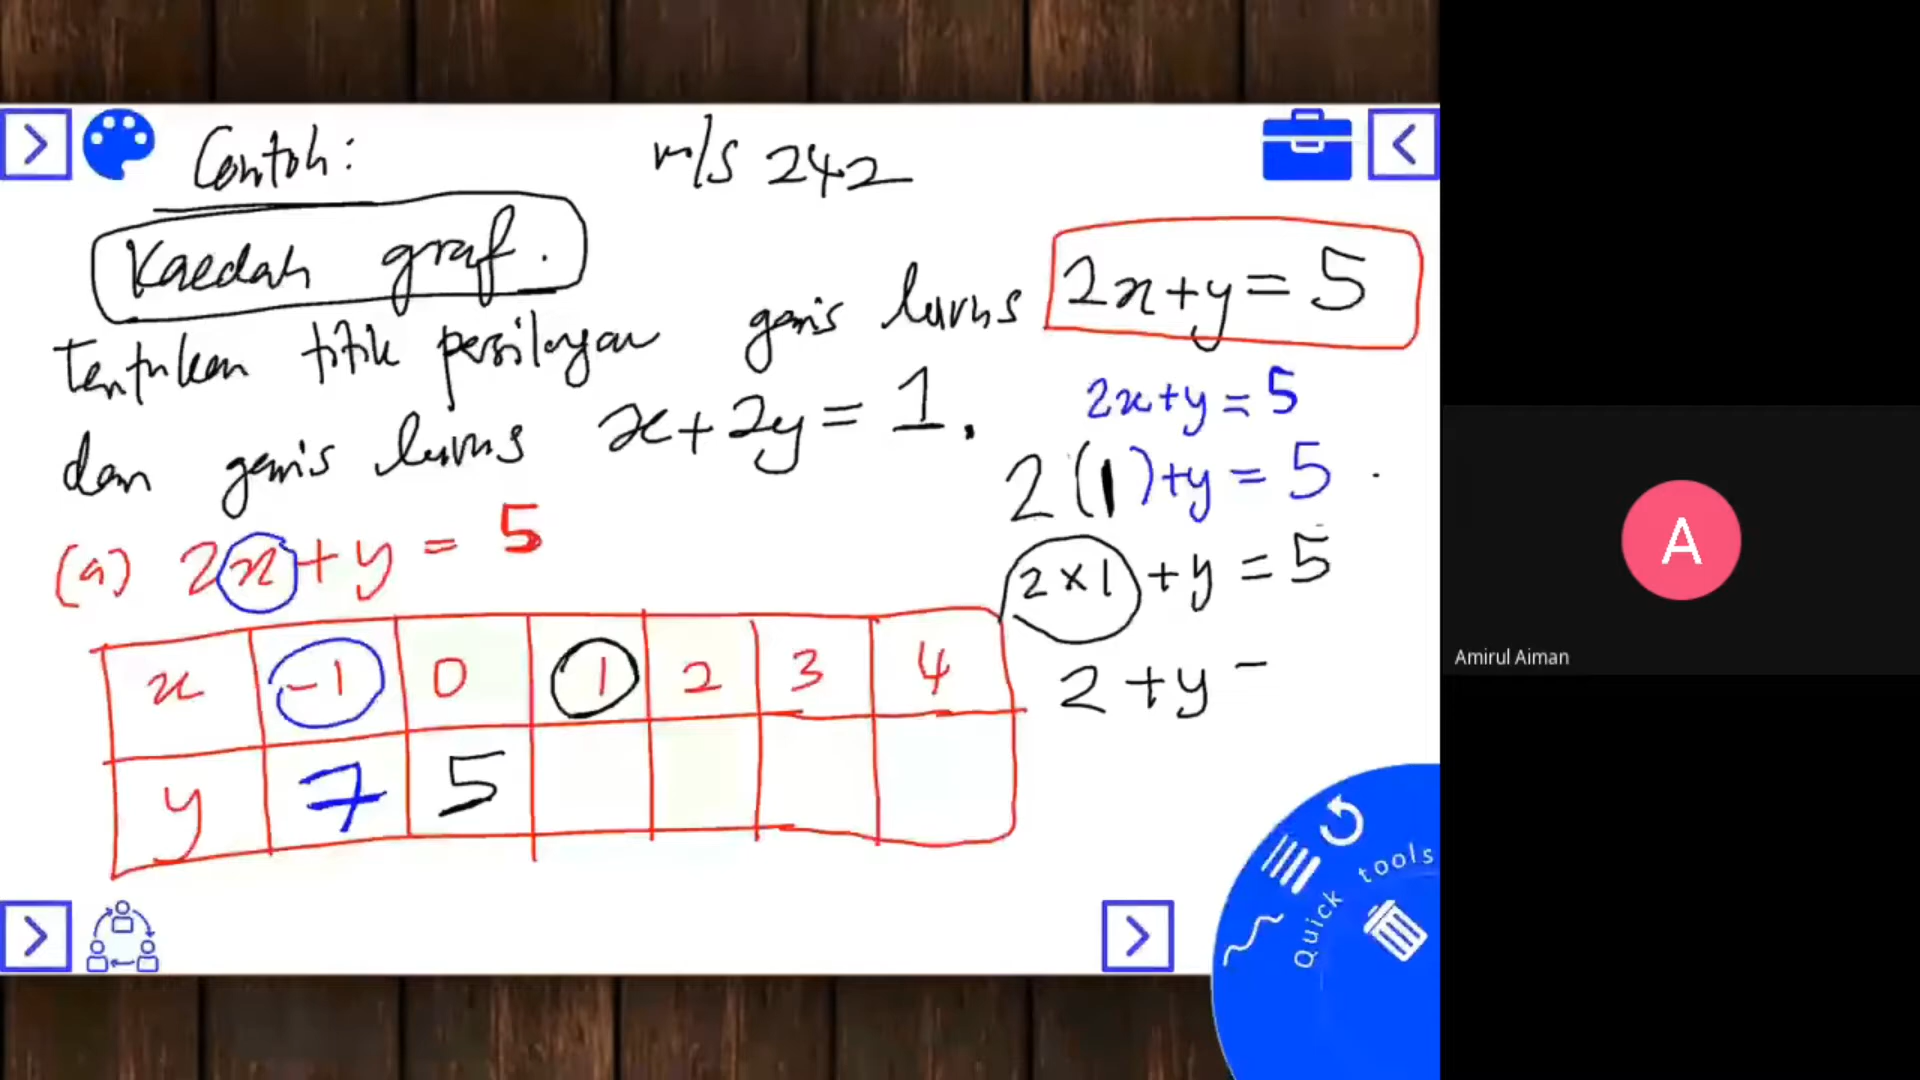 Contoh: m/s 242
Kaedah graf.
Tentukan titik persilangan garis lurus 2x+y=5
dan garis lurus x+2y=1.
2x+y=5
2(1)+y=5
(a) 2x+y=5
2×1+y=5
x -1 0 1 2 3 4
2+y -
y 7 5
Quick tools
A
Amirul Aiman